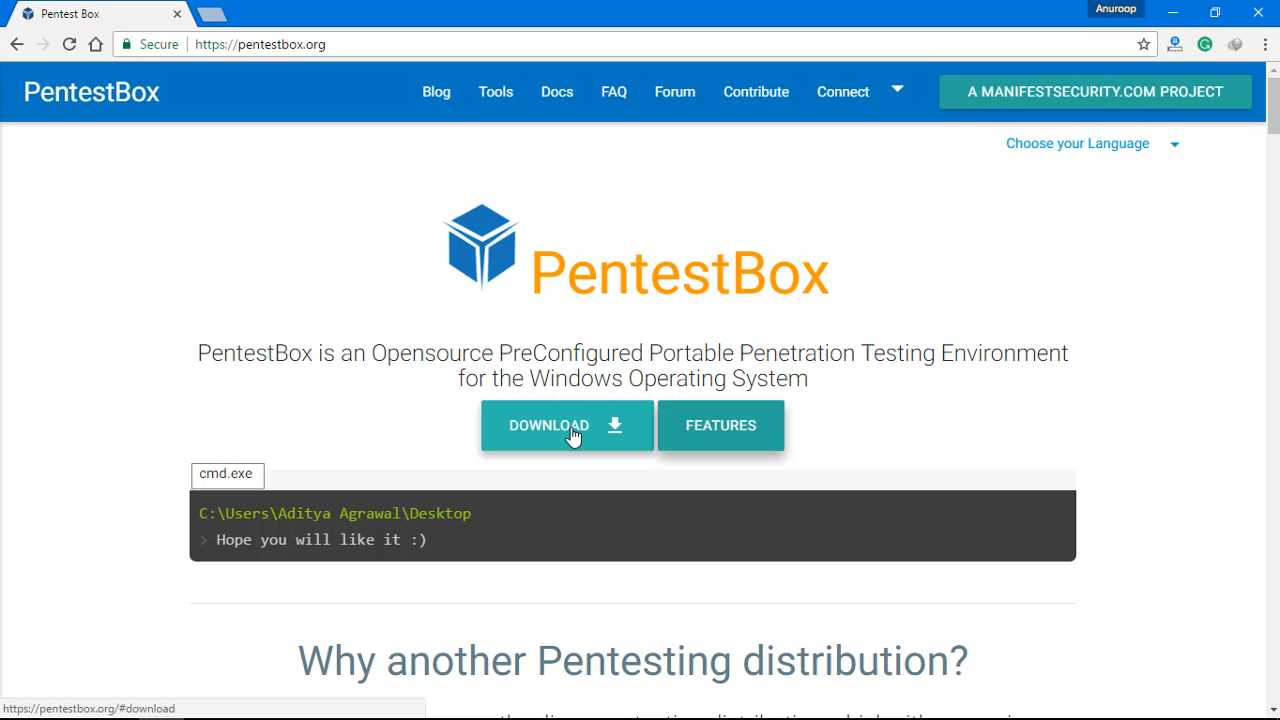 Pent​est Box
Anuroop
Secure
https://pentestbox.org
PentestBox
Blog
Tools
Docs
FAQ
Forum
Contribute
Connect
A MANIFESTSECURITY.COM PROJECT
Choose your Language
PentestBox
PentestBox is an Opensource PreConfigured Portable Penetration Testing Environment
for the Windows Operating System
DOWNLOAD
FEATURES
cmd.exe
C:\Users\Aditya Agrawal\Desktop
> Hope you will like it :)
Why another Pentesting distribution?
https://pentestbox.org/#download